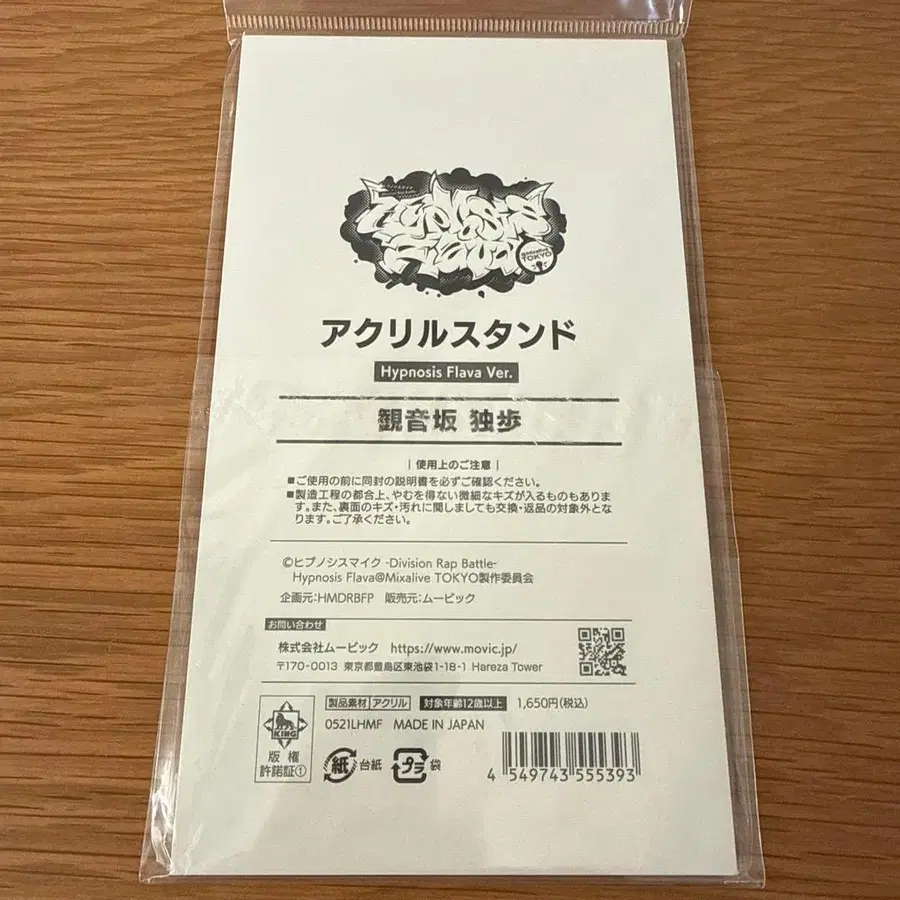 Hypnosis
Flava
@Mixalive
TOKYO
アクリルスタンド
Hypnosis Flava Ver.
観音坂 独歩
| 使用上のご注意 |
■ご使用の前に同封の説明書を必ずご確認ください。
■製造工程の都合上、やむを得ない微細なキズが入るものもありま
す。また、裏面のキズ・汚れに関しましても交換・返品の対象外とな
ります。ご了承ください。
©ヒプノシスマイク -Division Rap Battle-
Hypnosis Flava@Mixalive TOKYO製作委員会
企画元:HMDRBFP 販売元:ムービック
お問い合わせ
株式会社ムービック https://www.movic.jp/
〒170-0013 東京都豊島区東池袋1-18-1 Hareza Tower
製品素材 アクリル 対象年齢12歳以上 1,650円(税込)
0521LHMF MADE IN JAPAN
KING
版権
許諾証①
紙 台紙 プラ 袋
4 549743 555393